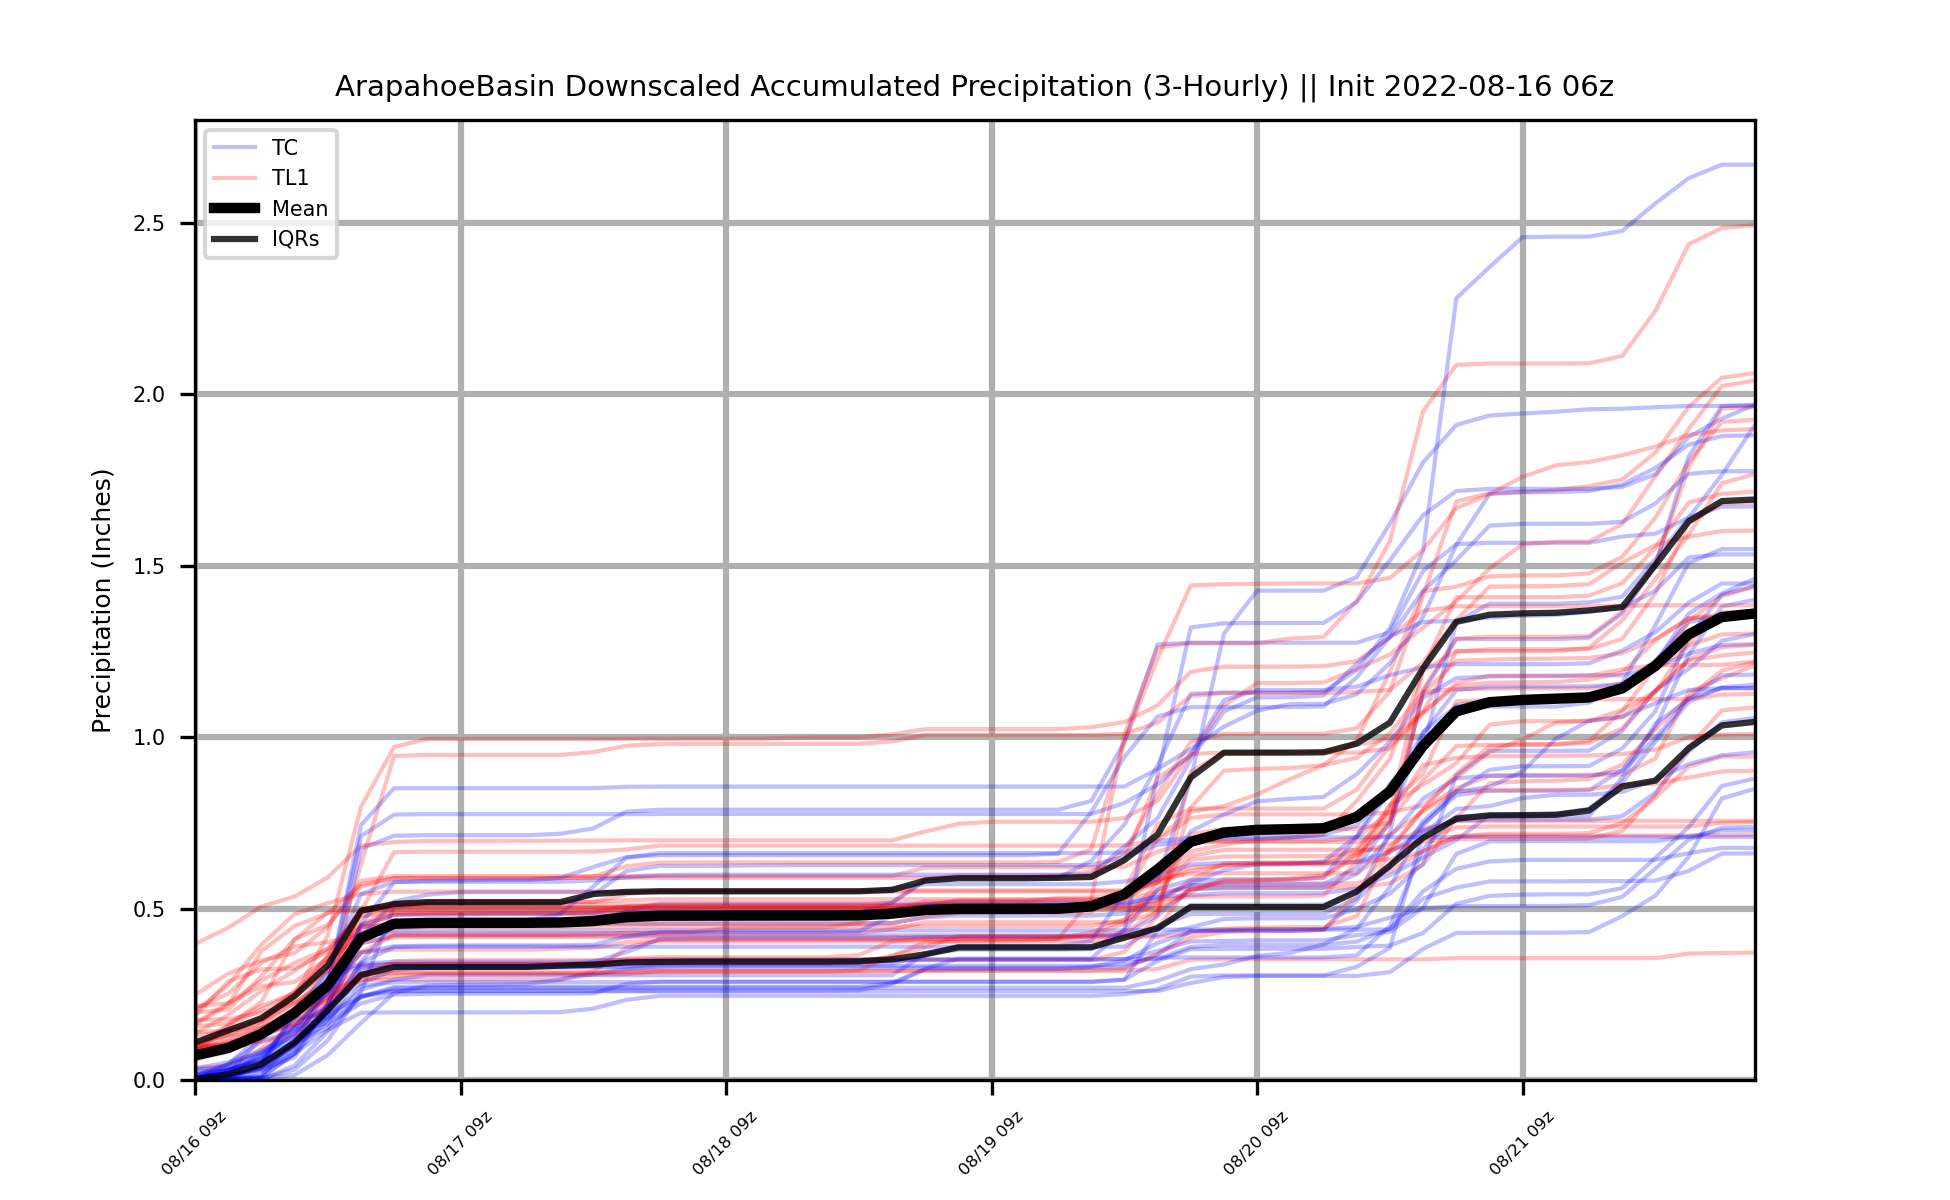 ArapahoeBasin Downscaled Accumulated Precipitation (3-Hourly) || Init 2022-08-16 06z
TC
TL1
Mean
IQRs
Precipitation (Inches)
2.5
2.0
1.5
1.0
0.5
0.0
08/16 09z
08/17 09z
08/18 09z
08/19 09z
08/20 09z
08/21 09z